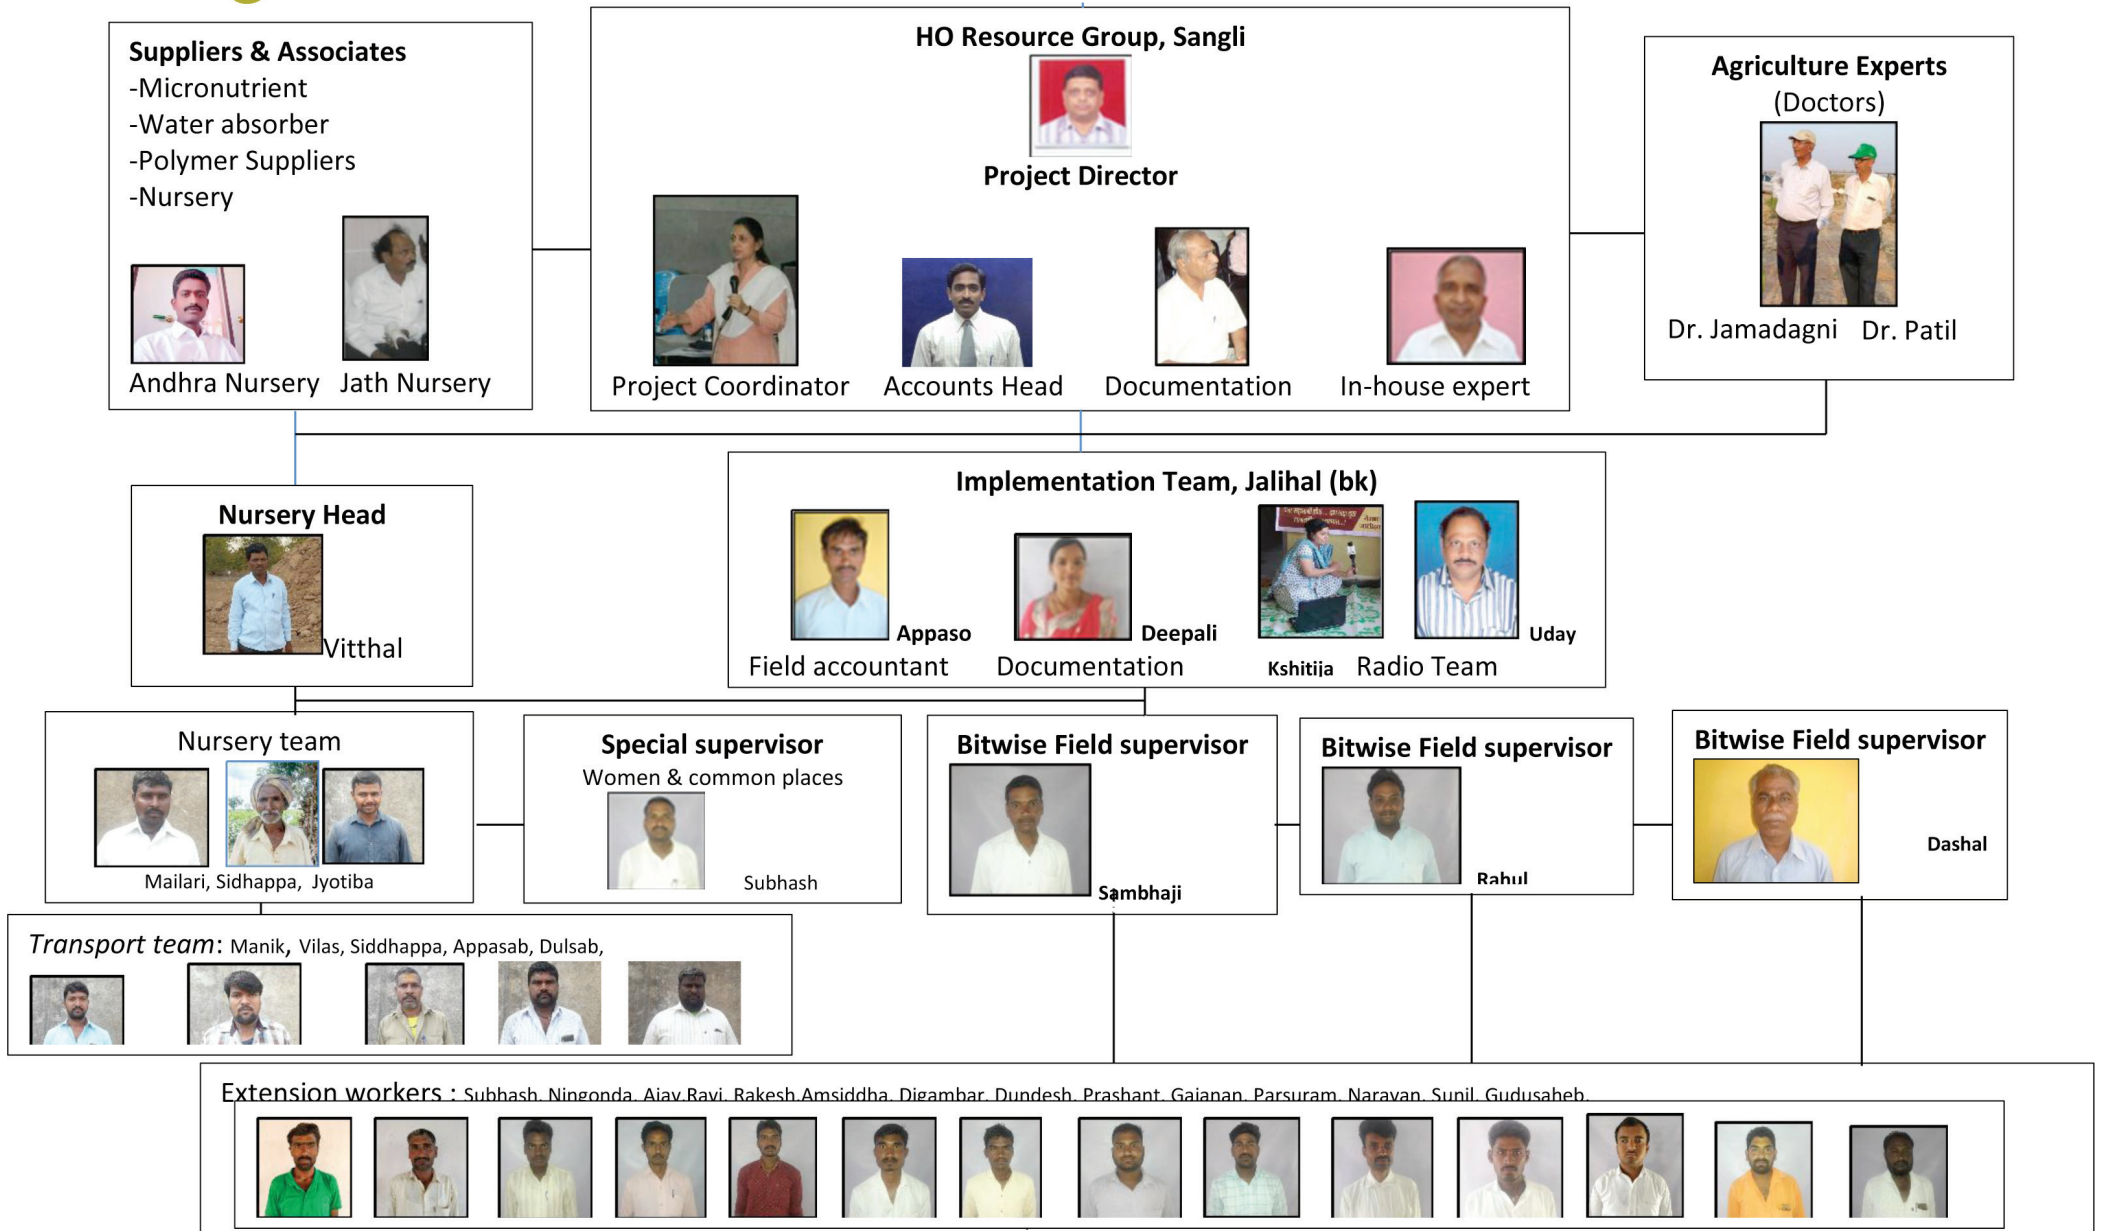 Suppliers & Associates
-Micronutrient
-Water absorber
-Polymer Suppliers
-Nursery
Andhra Nursery Jath Nursery
HO Resource Group, Sangli
Project Director
Project Coordinator Accounts Head Documentation In-house expert
Agriculture Experts
(Doctors)
Dr. Jamadagni Dr. Patil
Nursery Head
Vitthal
Implementation Team, Jalihal (bk)
Appaso Deepali Uday
Field accountant Documentation Kshitija Radio Team
Nursery team
Mailari, Sidhappa, Jyotiba
Special supervisor
Women & common places
Subhash
Bitwise Field supervisor
Sambhaji
Bitwise Field supervisor
Rahul
Bitwise Field supervisor
Dashal
Transport team: Manik, Vilas, Siddhappa, Appasab, Dulsab,
Extension workers : Subhash, Ningonda, Ajay,Ravi, Rakesh,Amsiddha, Digambar, Dundesh, Prashant, Gajanan, Parsuram, Narayan, Sunil, Gudusaheb.